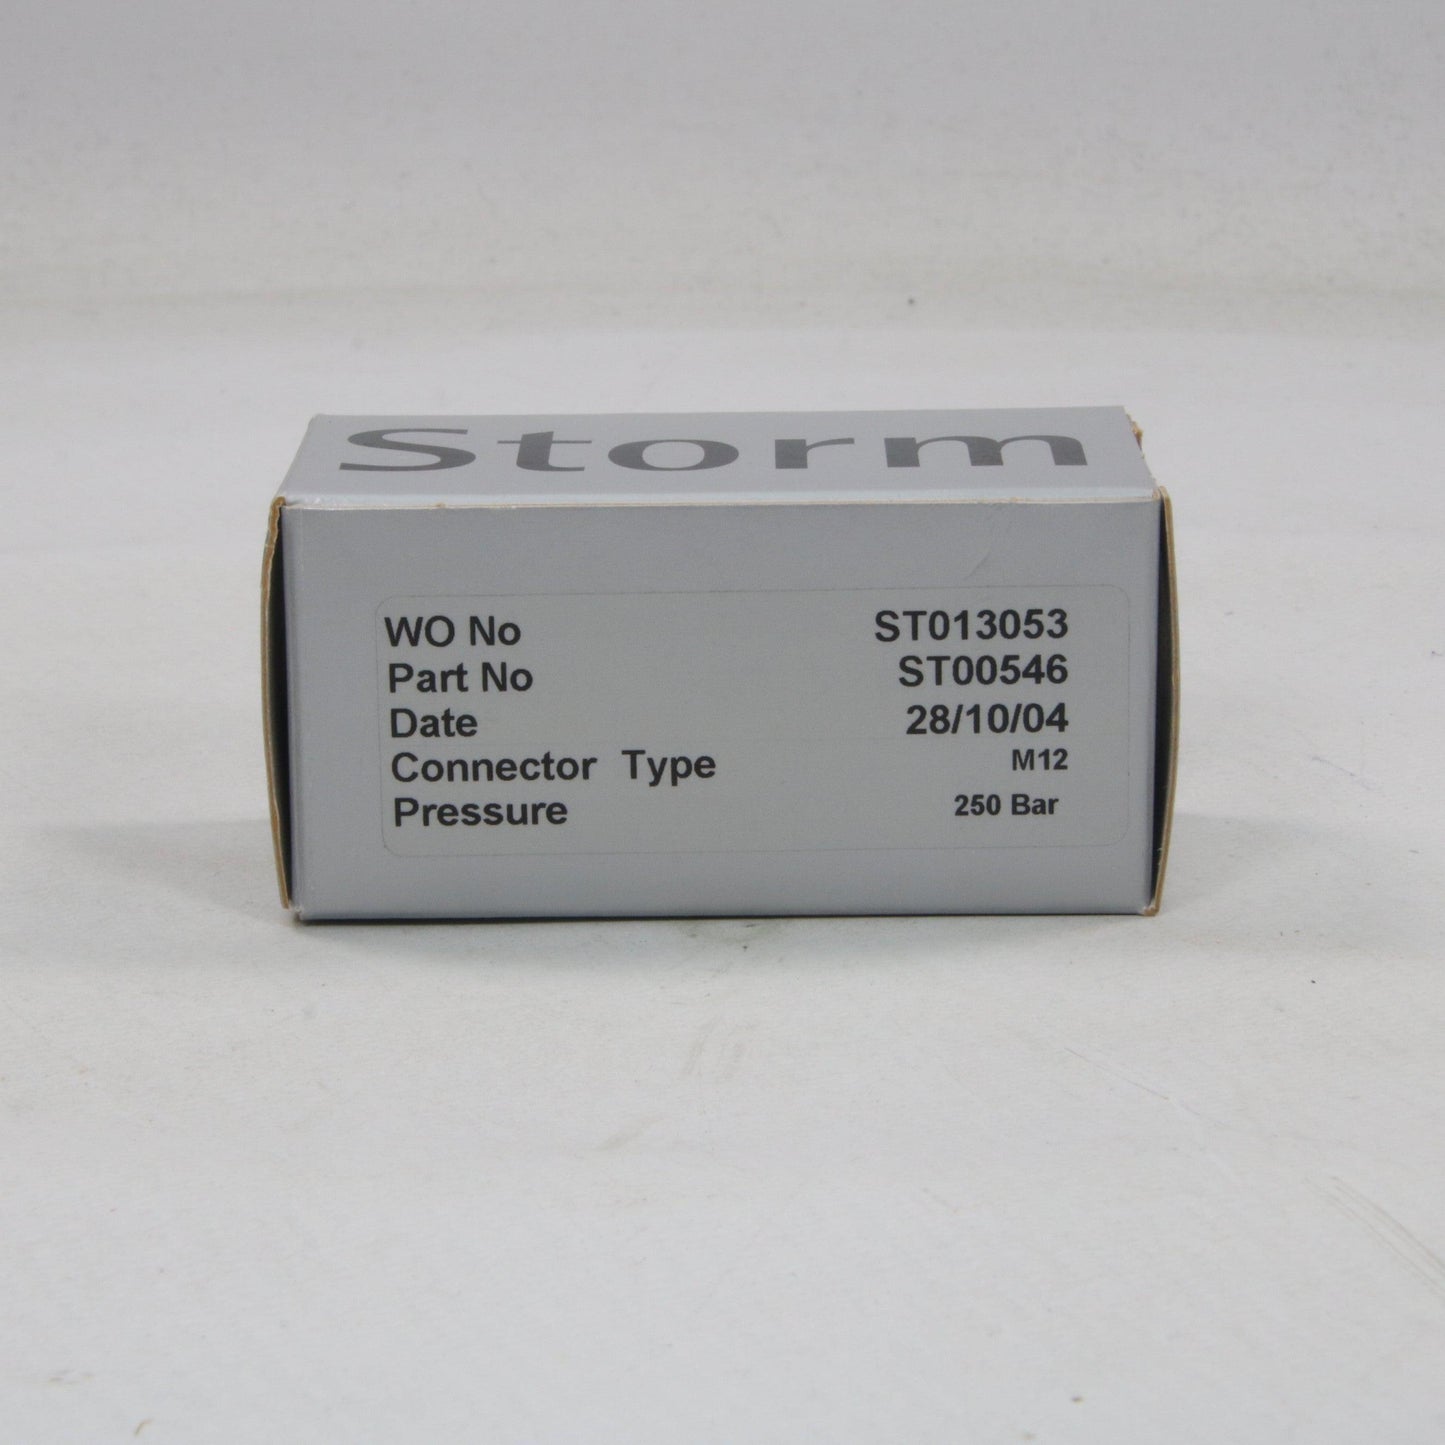 Storm
WO No ST013053
Part No ST00546
Date 28/10/04
Connector Type M12
Pressure 250 Bar